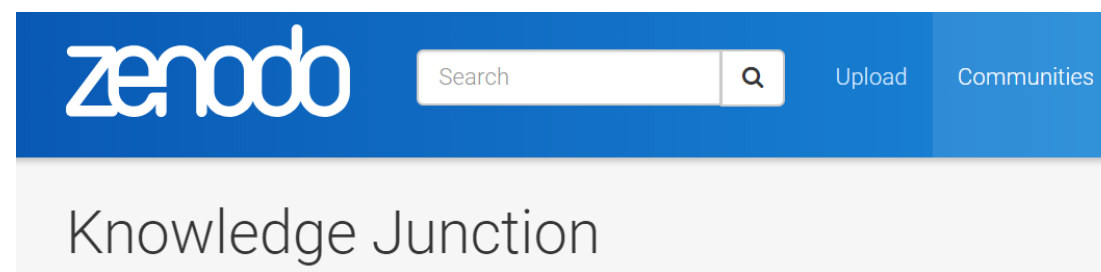 zenodo
Search
Upload
Communities
Knowledge Junction